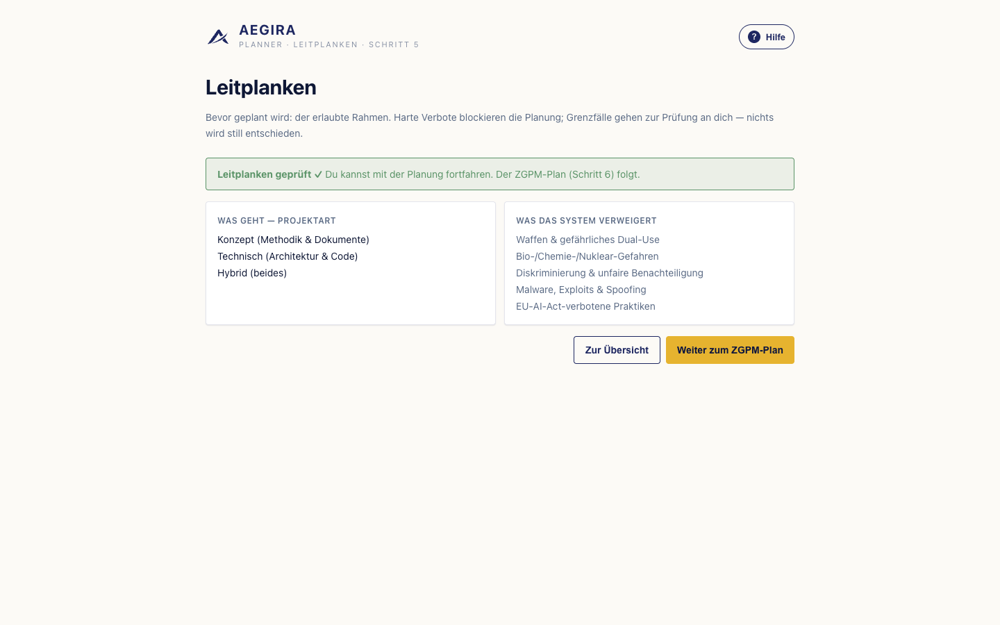 AEGIRA
PLANNER · LEITPLANKEN · SCHRITT 5
? Hilfe
Leitplanken
Bevor geplant wird: der erlaubte Rahmen. Harte Verbote blockieren die Planung; Grenzfälle gehen zur Prüfung an dich — nichts
wird still entschieden.
Leitplanken geprüft ✓ Du kannst mit der Planung fortfahren. Der ZGPM-Plan (Schritt 6) folgt.
WAS GEHT — PROJEKTART
Konzept (Methodik & Dokumente)
Technisch (Architektur & Code)
Hybrid (beides)
WAS DAS SYSTEM VERWEIGERT
Waffen & gefährliches Dual-Use
Bio-/Chemie-/Nuklear-Gefahren
Diskriminierung & unfaire Benachteiligung
Malware, Exploits & Spoofing
EU-AI-Act-verbotene Praktiken
Zur Übersicht
Weiter zum ZGPM-Plan